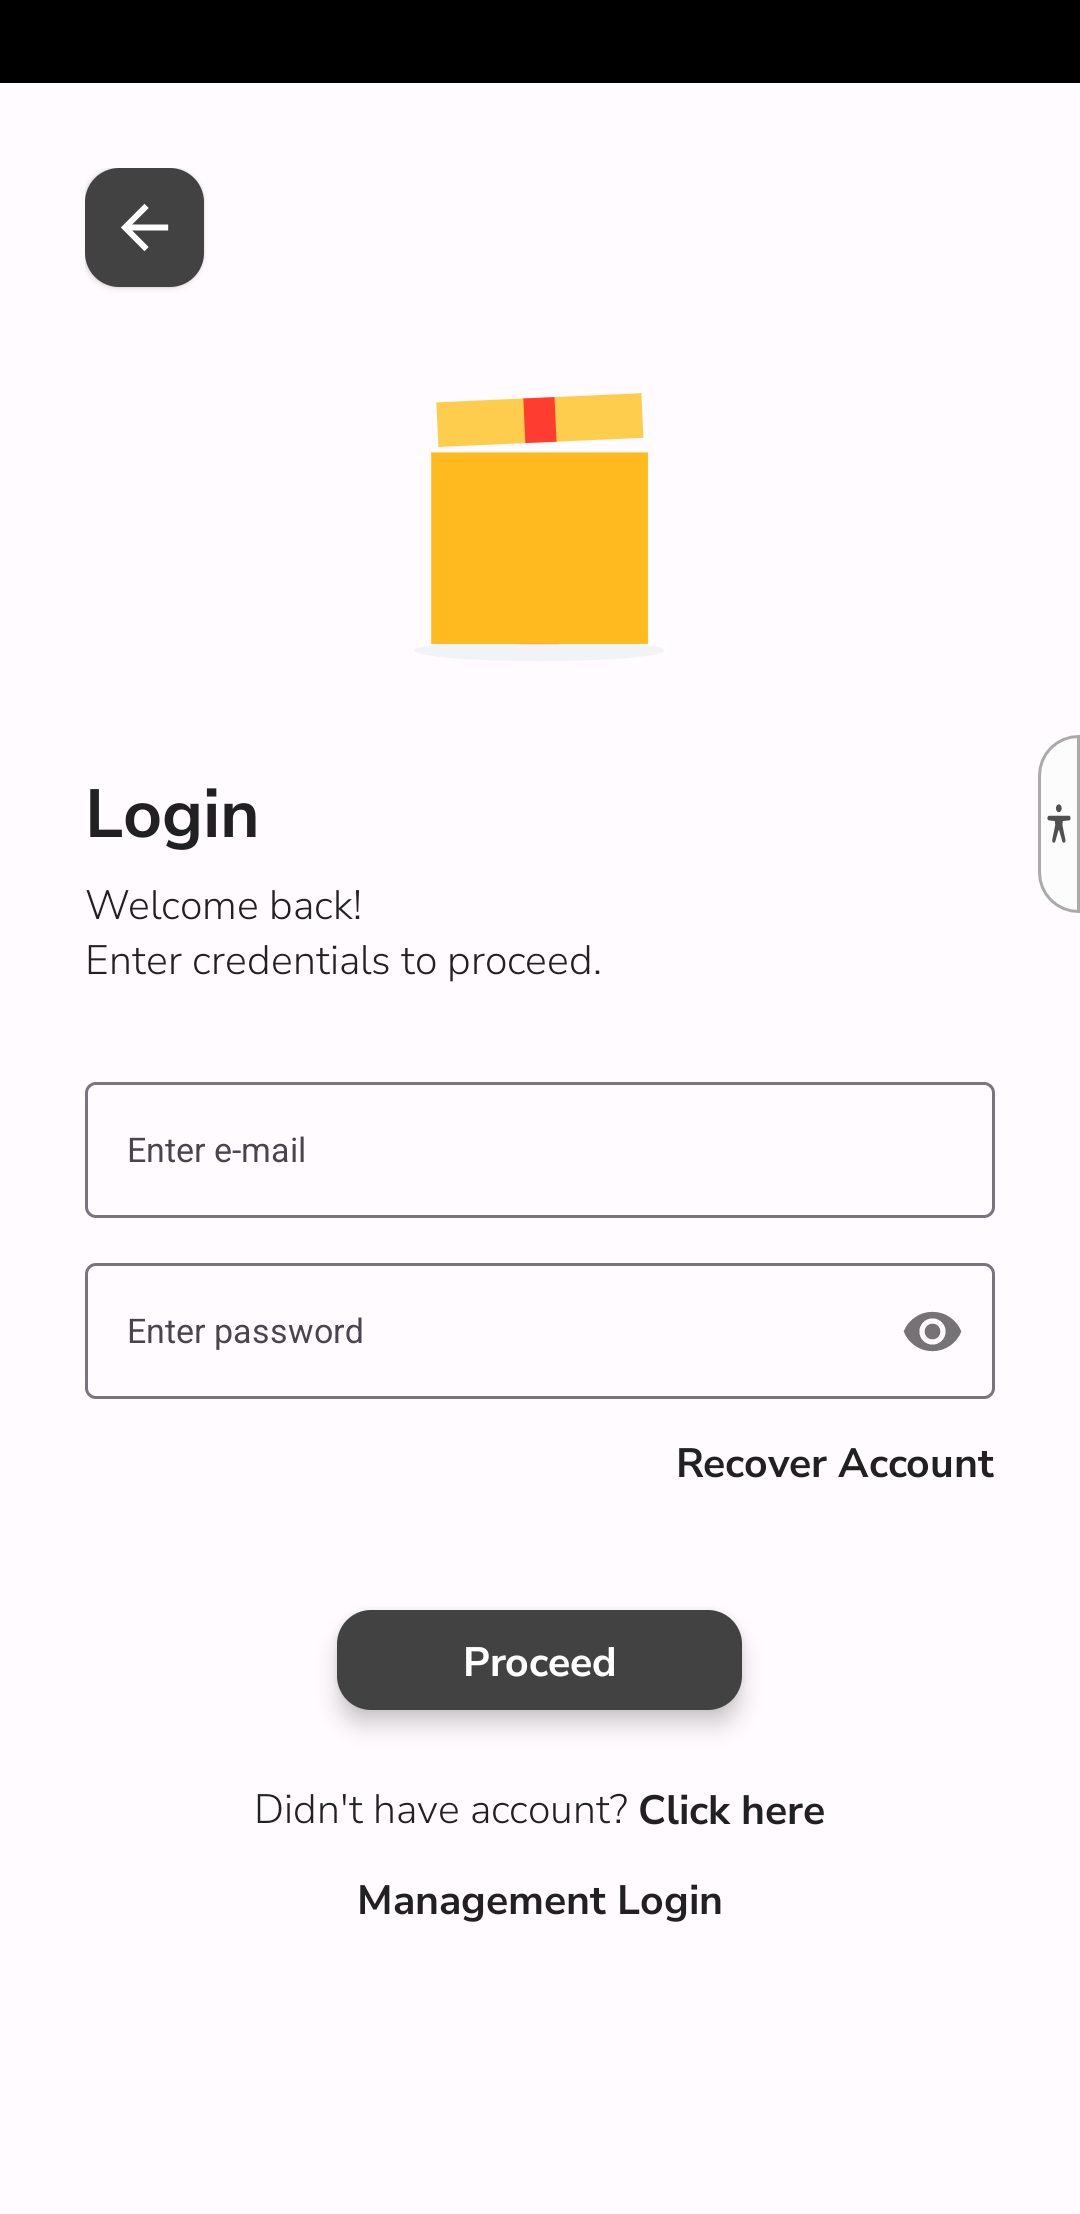 Login
Welcome back!
Enter credentials to proceed.
Enter e-mail
Enter password
Recover Account
Proceed
Didn't have account? Click here
Management Login